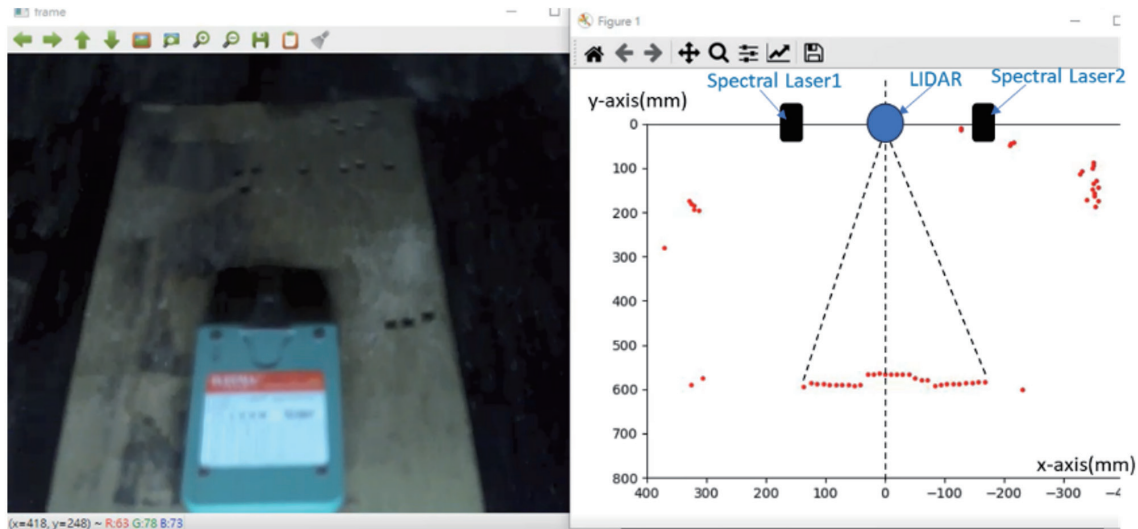 frame
Figure 1
Spectral Laser1
LIDAR
Spectral Laser2
y-axis(mm)
0
100
200
300
400
500
600
700
800
x-axis(mm)
400 300 200 100 0 −100 −200 −300
(x=418, y=248) ~ R:63 G:78 B:73